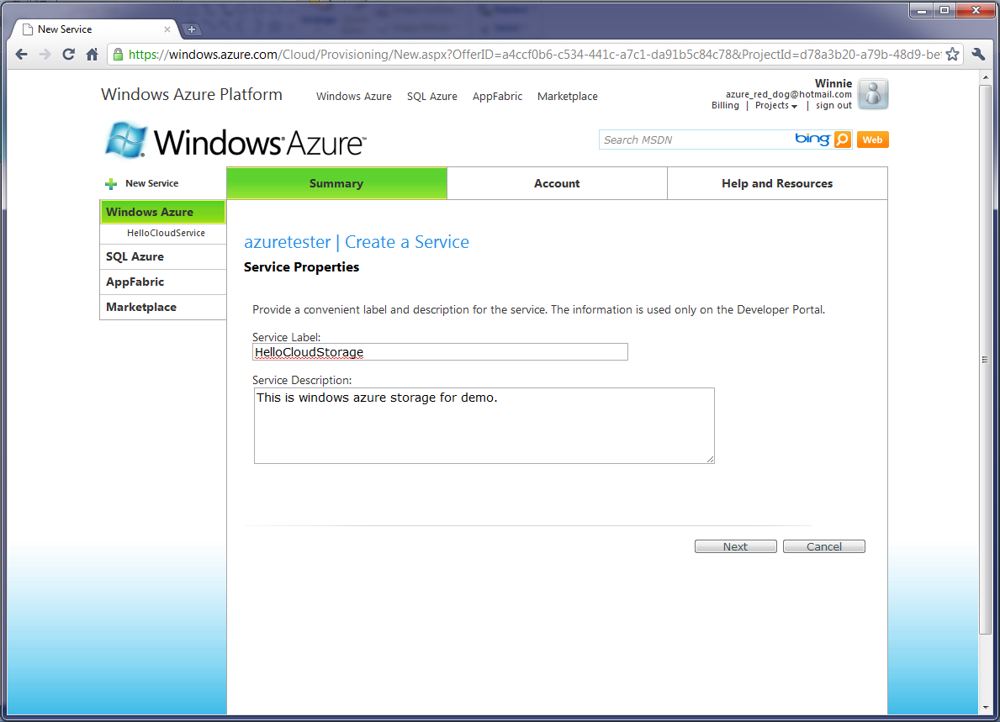 New Service
https://windows.azure.com/Cloud/Provisioning/New.aspx?OfferID=a4ccf0b6-c534-441c-a7c1-da91b5c84c78&ProjectId=d78a3b20-a79b-48d9-be
Windows Azure Platform
Windows Azure SQL Azure AppFabric Marketplace
Winnie
azure_red_dog@hotmail.com
Billing | Projects | sign out
Windows Azure™
Search MSDN bing Web
New Service
Summary Account Help and Resources
Windows Azure
HelloCloudService
SQL Azure
AppFabric
Marketplace
azuretester | Create a Service
Service Properties
Provide a convenient label and description for the service. The information is used only on the Developer Portal.
Service Label:
HelloCloudStorage
Service Description:
This is windows azure storage for demo.
Next Cancel